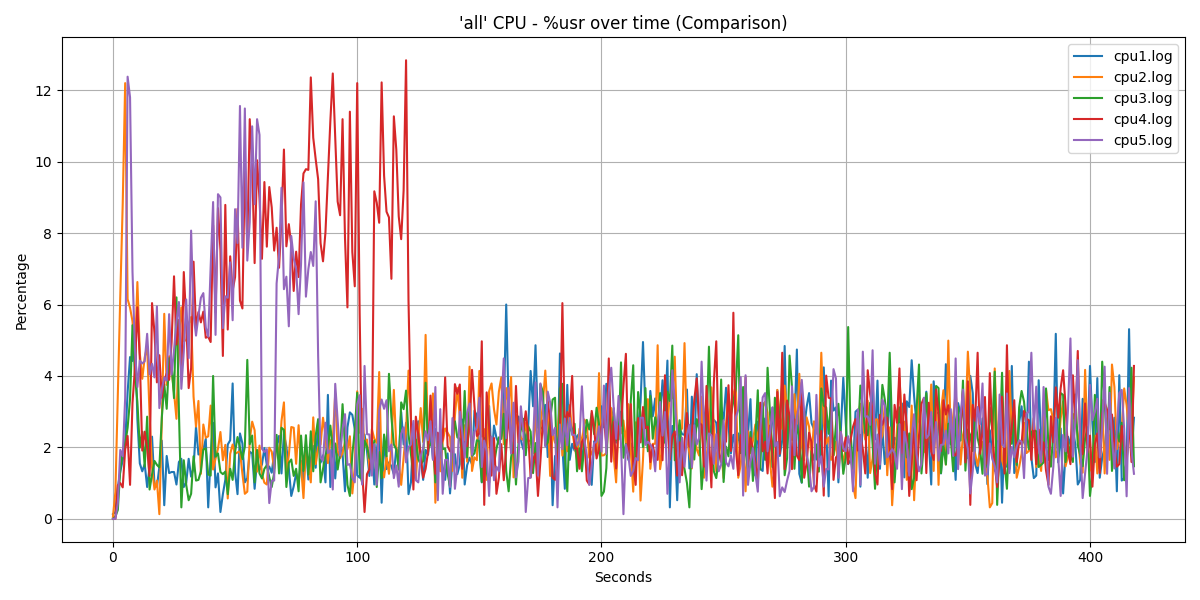 'all' CPU - %usr over time (Comparison)
cpu1.log
cpu2.log
cpu3.log
cpu4.log
cpu5.log
Percentage
12
10
8
6
4
2
0
0 100 200 300 400
Seconds